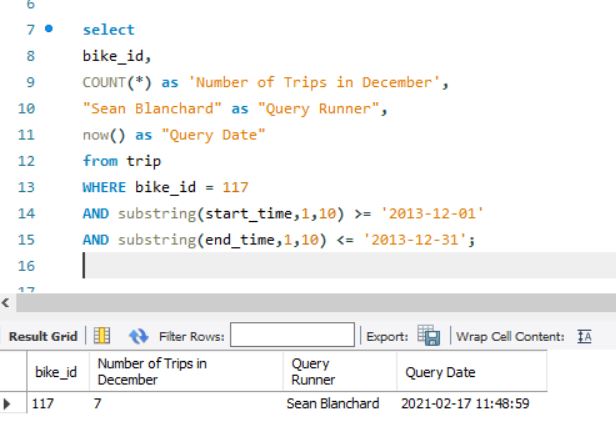 6
7 select
8 bike_id,
9 COUNT(*) as 'Number of Trips in December',
10 "Sean Blanchard" as "Query Runner",
11 now() as "Query Date"
12 from trip
13 WHERE bike_id = 117
14 AND substring(start_time,1,10) >= '2013-12-01'
15 AND substring(end_time,1,10) <= '2013-12-31';
16
17
Result Grid Filter Rows: Export: Wrap Cell Content: IA
bike_id Number of Trips in December Query Runner Query Date
117 7 Sean Blanchard 2021-02-17 11:48:59